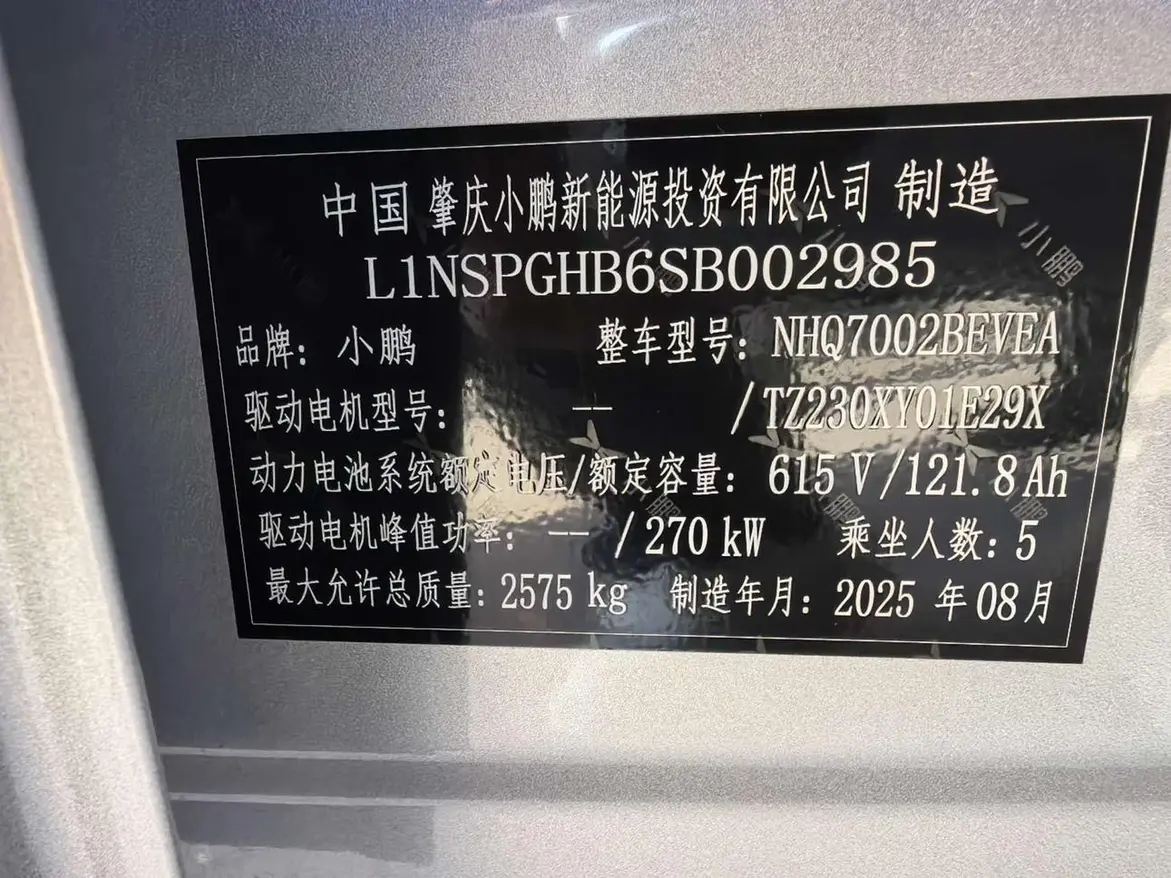 中国 肇庆小鹏新能源投资有限公司 制造
L1NSPGHB6SB002985
品牌: 小鹏 整车型号: NHQ7002BEVEA
驱动电机型号: -- /TZ230XY01E29X
动力电池系统额定电压/额定容量: 615 V/121.8Ah
驱动电机峰值功率: -- /270 kW 乘坐人数: 5
最大允许总质量: 2575 kg 制造年月: 2025 年 08月
小鹏